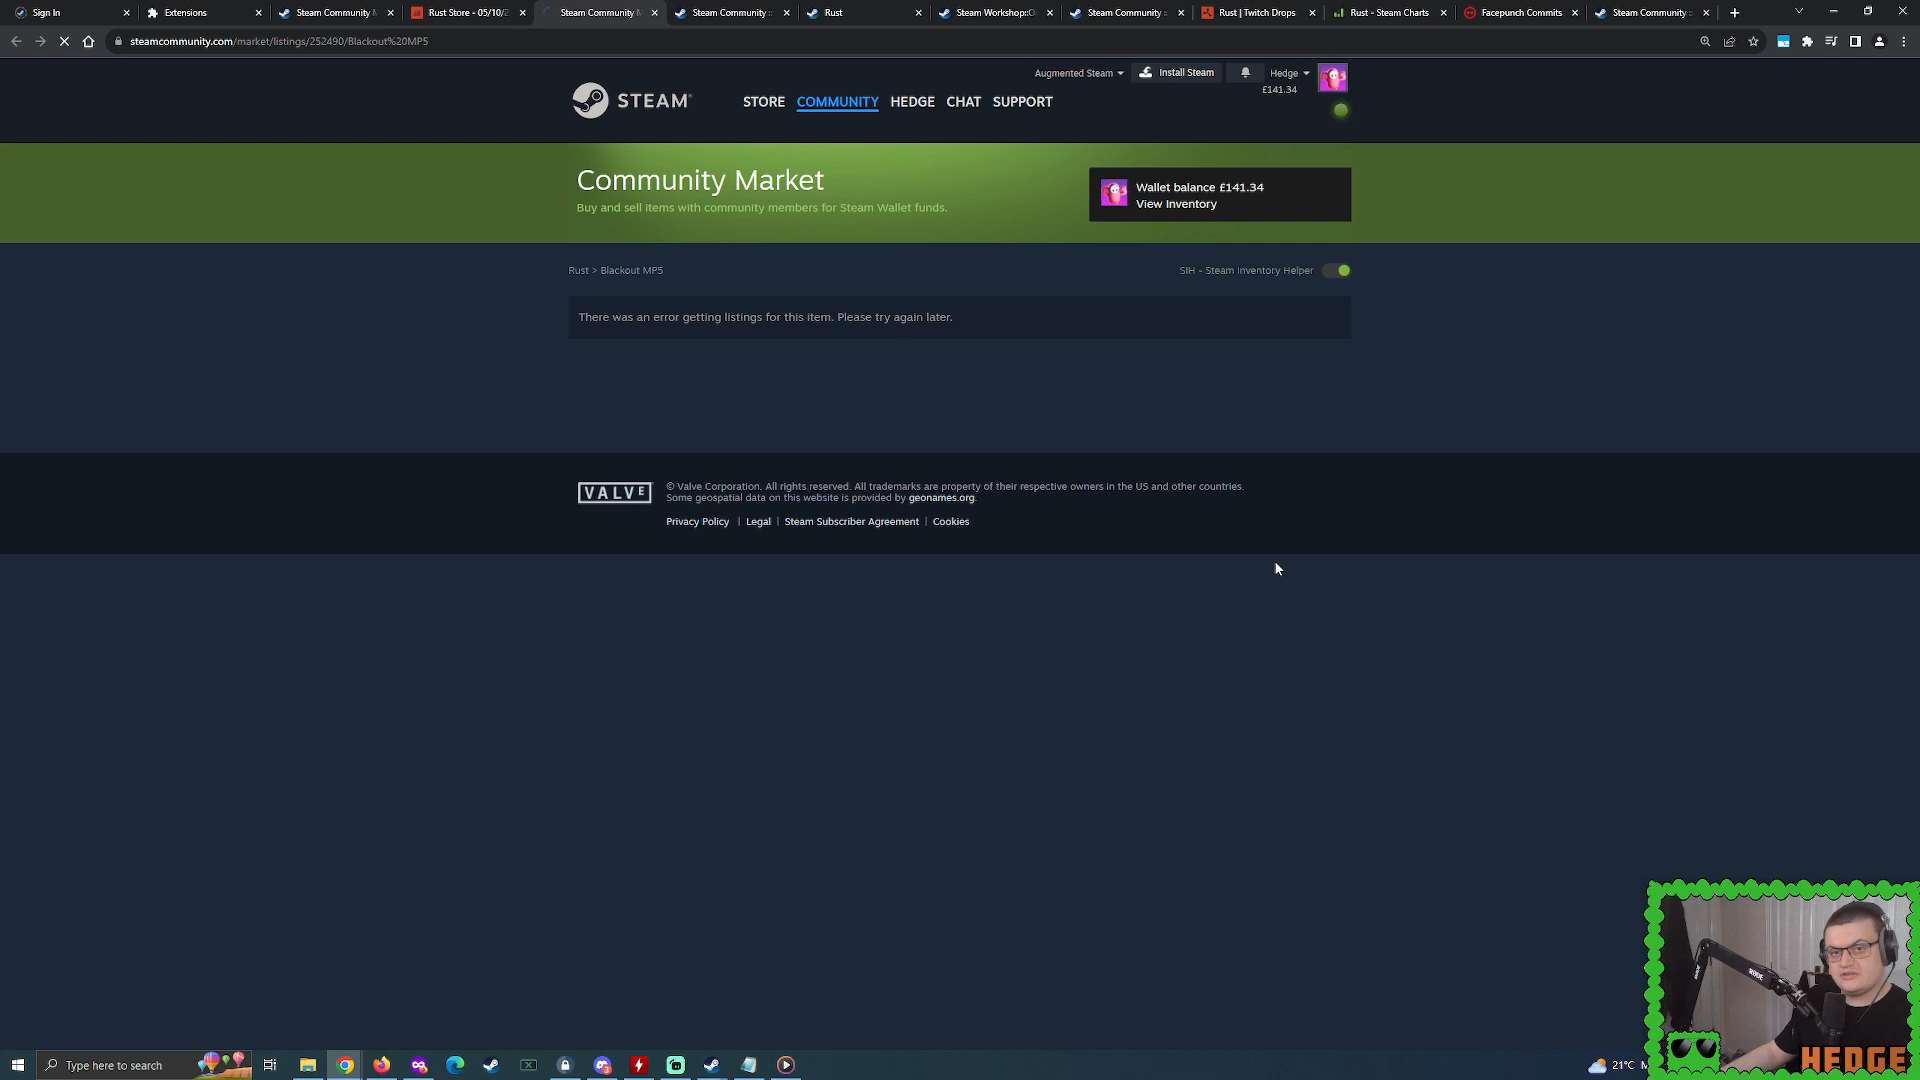 Sign In
Extensions
Steam Community M
Rust Store - 05/10/2
Steam Community M
Steam Community ::
Rust
Steam Workshop::O
Steam Community ::
Rust | Twitch Drops
Rust - Steam Charts
Facepunch Commits
Steam Community ::
steamcommunity.com/market/listings/252490/Blackout%20MP5
Augmented Steam
Install Steam
Hedge
£141.34
STEAM
STORE COMMUNITY HEDGE CHAT SUPPORT
Community Market
Buy and sell items with community members for Steam Wallet funds.
Wallet balance £141.34
View Inventory
Rust > Blackout MP5
SIH - Steam Inventory Helper
There was an error getting listings for this item. Please try again later.
VALVE
© Valve Corporation. All rights reserved. All trademarks are property of their respective owners in the US and other countries.
Some geospatial data on this website is provided by geonames.org.
Privacy Policy | Legal | Steam Subscriber Agreement | Cookies
RODE
HEDGE
Type here to search
21°C M